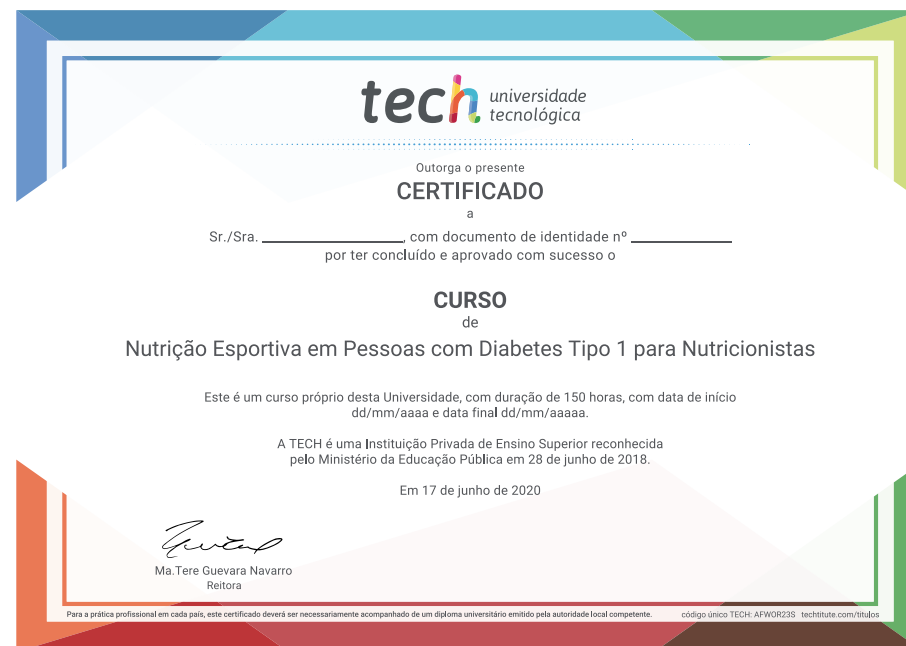 tech universidade
tecnológica
Outorga o presente
CERTIFICADO
a
Sr./Sra. ____________, com documento de identidade nº ____________
por ter concluído e aprovado com sucesso o
CURSO
de
Nutrição Esportiva em Pessoas com Diabetes Tipo 1 para Nutricionistas
Este é um curso próprio desta Universidade, com duração de 150 horas, com data de início
dd/mm/aaaa e data final dd/mm/aaaaa.
A TECH é uma Instituição Privada de Ensino Superior reconhecida
pelo Ministério da Educação Pública em 28 de junho de 2018.
Em 17 de junho de 2020
Ma.Tere Guevara Navarro
Reitora
Para a prática profissional em cada país, este certificado deverá ser necessariamente acompanhado de um diploma universitário emitido pela autoridade local competente. código único TECH: AFWOR23S techtitute.com/titulos